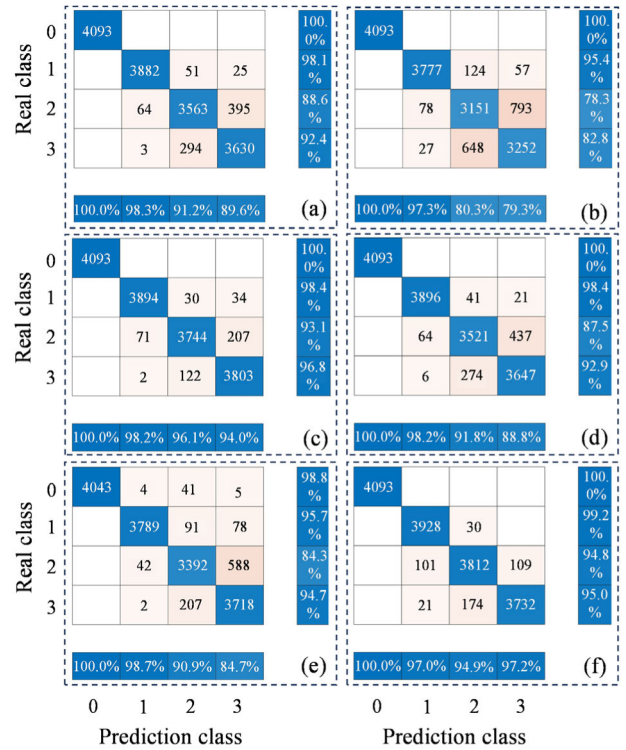 0 4093 100. 0% 4093 100. 0%
1 3882 51 25 98.1 % 3777 124 57 95.4 %
Real class
2 64 3563 395 88.6 % 78 3151 793 78.3 %
3 3 294 3630 92.4 % 27 648 3252 82.8 %
100.0% 98.3% 91.2% 89.6% (a) 100.0% 97.3% 80.3% 79.3% (b)
0 4093 100. 0% 4093 100. 0%
1 3894 30 34 98.4 % 3896 41 21 98.4 %
Real class
2 71 3744 207 93.1 % 64 3521 437 87.5 %
3 2 122 3803 96.8 % 6 274 3647 92.9 %
100.0% 98.2% 96.1% 94.0% (c) 100.0% 98.2% 91.8% 88.8% (d)
0 4043 4 41 5 98.8 % 4093 100. 0%
1 3789 91 78 95.7 % 3928 30 99.2 %
Real class
2 42 3392 588 84.3 % 101 3812 109 94.8 %
3 2 207 3718 94.7 % 21 174 3732 95.0 %
100.0% 98.7% 90.9% 84.7% (e) 100.0% 97.0% 94.9% 97.2% (f)
0 1 2 3 0 1 2 3
Prediction class Prediction class